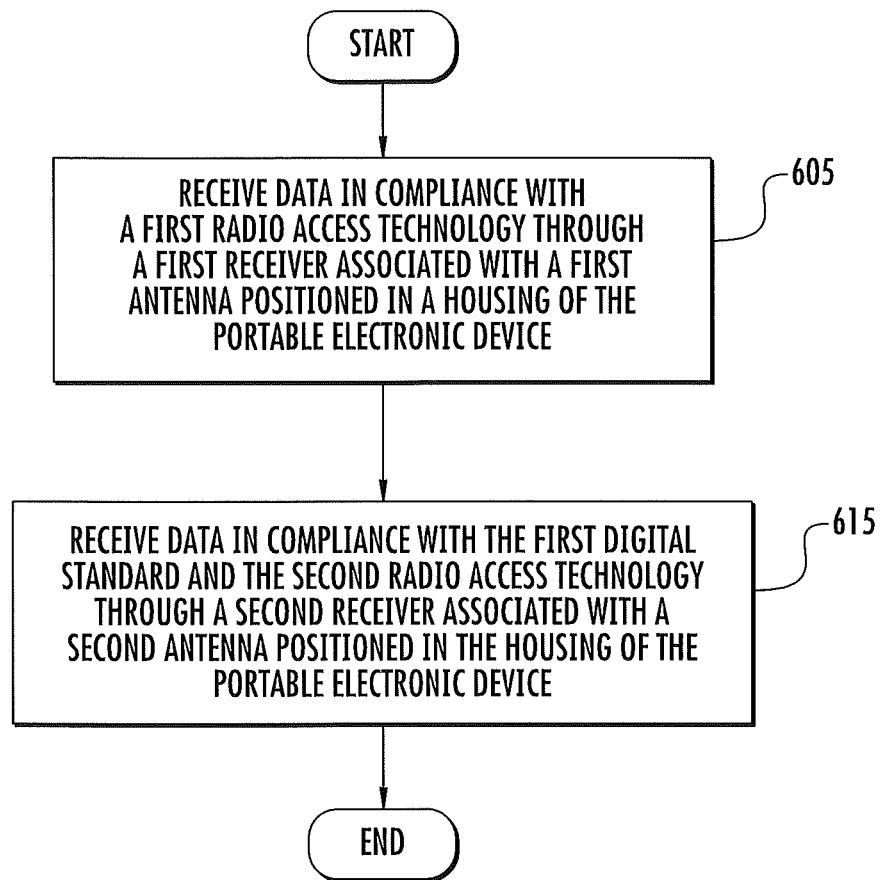 START
RECEIVE DATA IN COMPLIANCE WITH
A FIRST RADIO ACCESS TECHNOLOGY THROUGH
A FIRST RECEIVER ASSOCIATED WITH A FIRST
ANTENNA POSITIONED IN A HOUSING OF THE
PORTABLE ELECTRONIC DEVICE
605
RECEIVE DATA IN COMPLIANCE WITH THE FIRST DIGITAL
STANDARD AND THE SECOND RADIO ACCESS TECHNOLOGY
THROUGH A SECOND RECEIVER ASSOCIATED WITH A
SECOND ANTENNA POSITIONED IN THE HOUSING OF THE
PORTABLE ELECTRONIC DEVICE
615
END